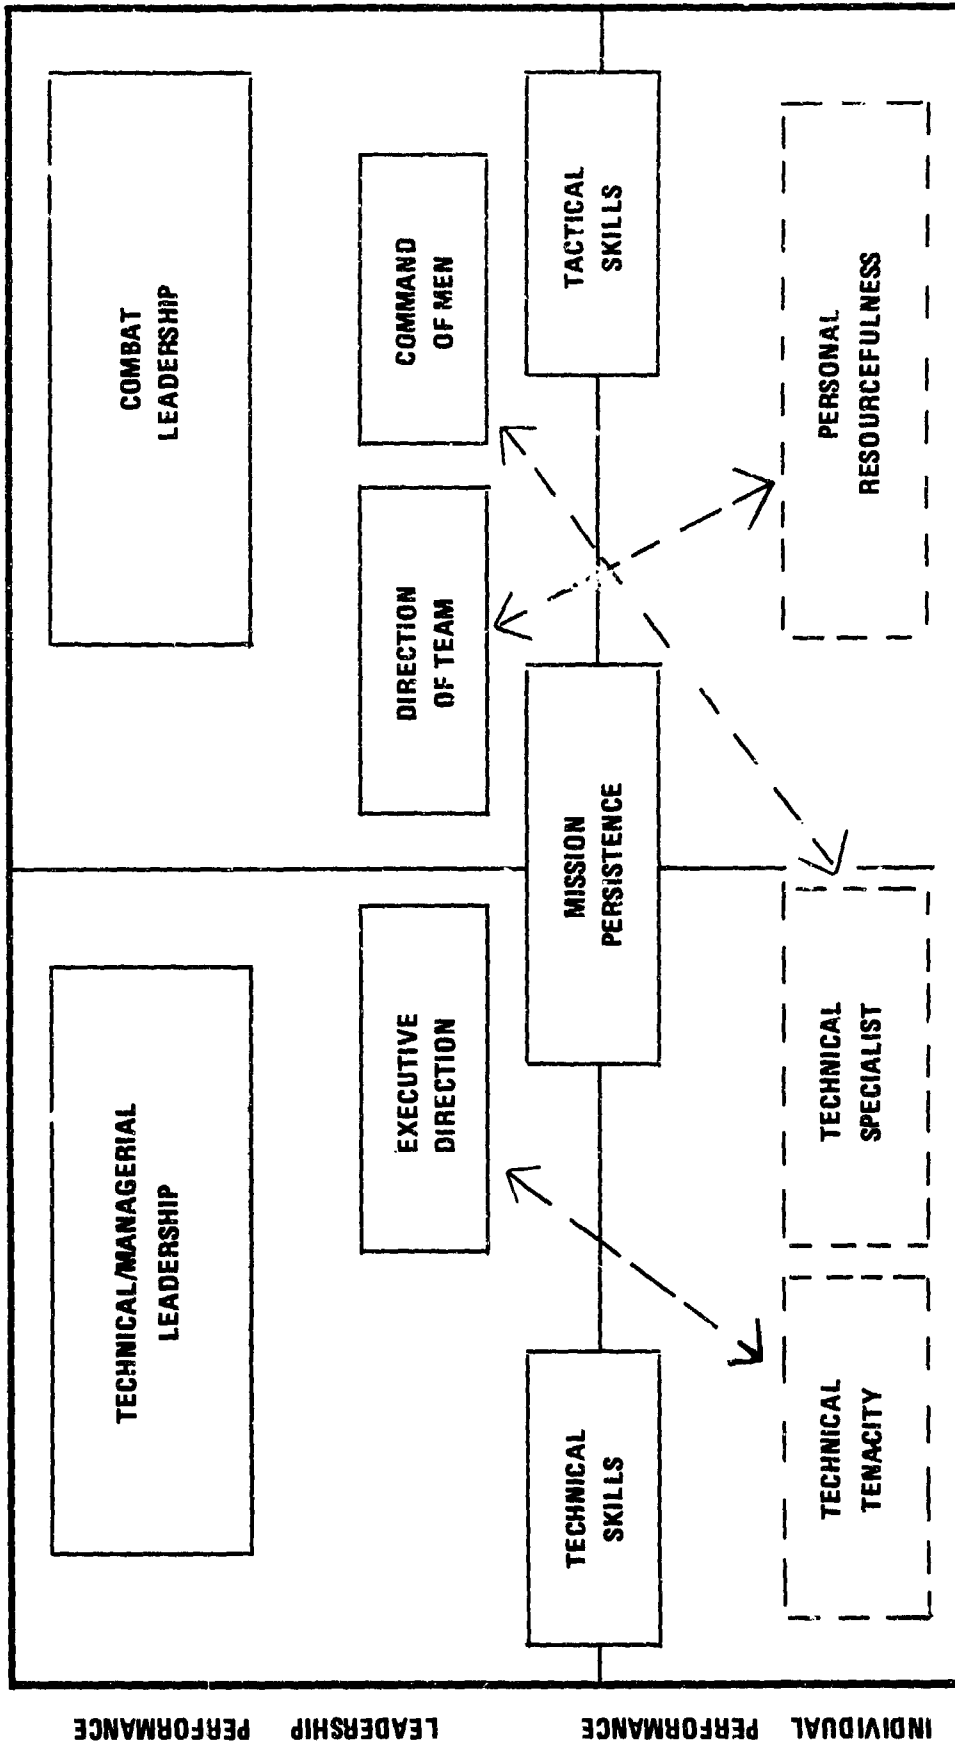 TECHNICAL/MANAGERIAL
LEADERSHIP
COMBAT
LEADERSHIP
EXECUTIVE
DIRECTION
DIRECTION
OF TEAM
COMMAND
OF MEN
TECHNICAL
SKILLS
MISSION
PERSISTENCE
TACTICAL
SKILLS
TECHNICAL
TENACITY
TECHNICAL
SPECIALIST
PERSONAL
RESOURCEFULNESS
LEADERSHIP
PERFORMANCE
INDIVIDUAL
PERFORMANCE